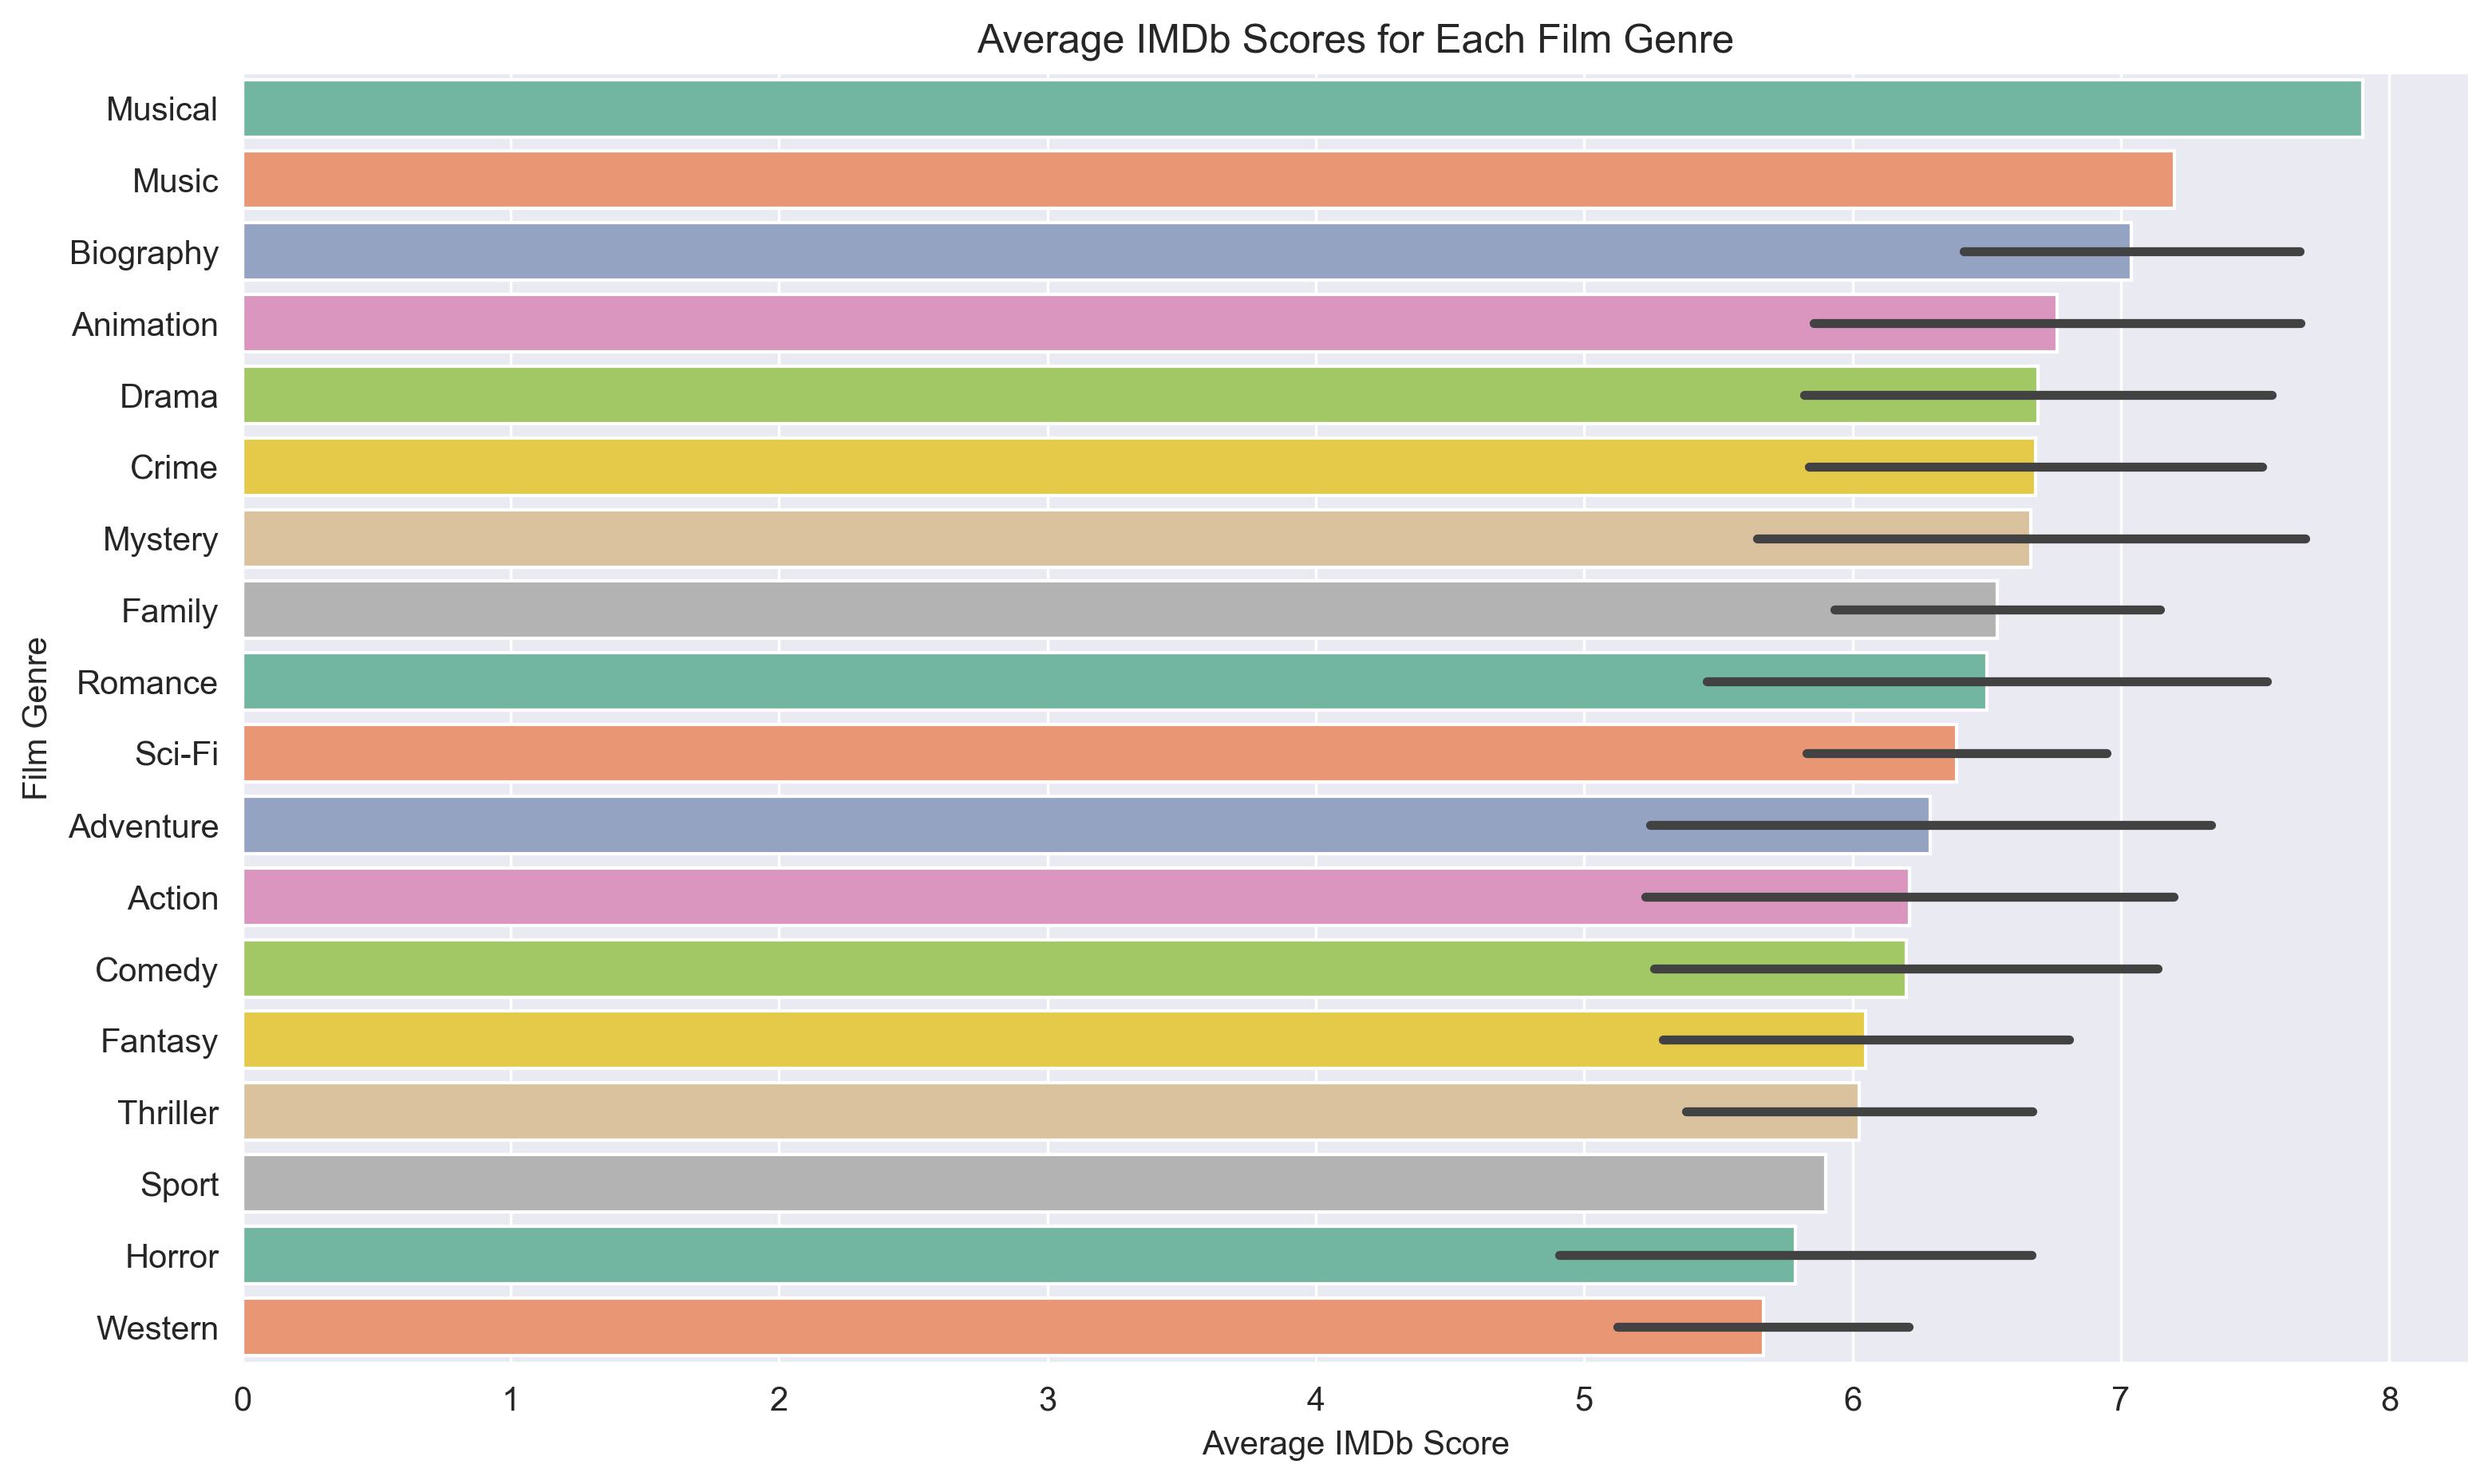 Average IMDb Scores for Each Film Genre
Musical
Music
Biography
Animation
Drama
Crime
Mystery
Family
Romance
Sci-Fi
Adventure
Action
Comedy
Fantasy
Thriller
Sport
Horror
Western
Film Genre
0 1 2 3 4 5 6 7 8
Average IMDb Score